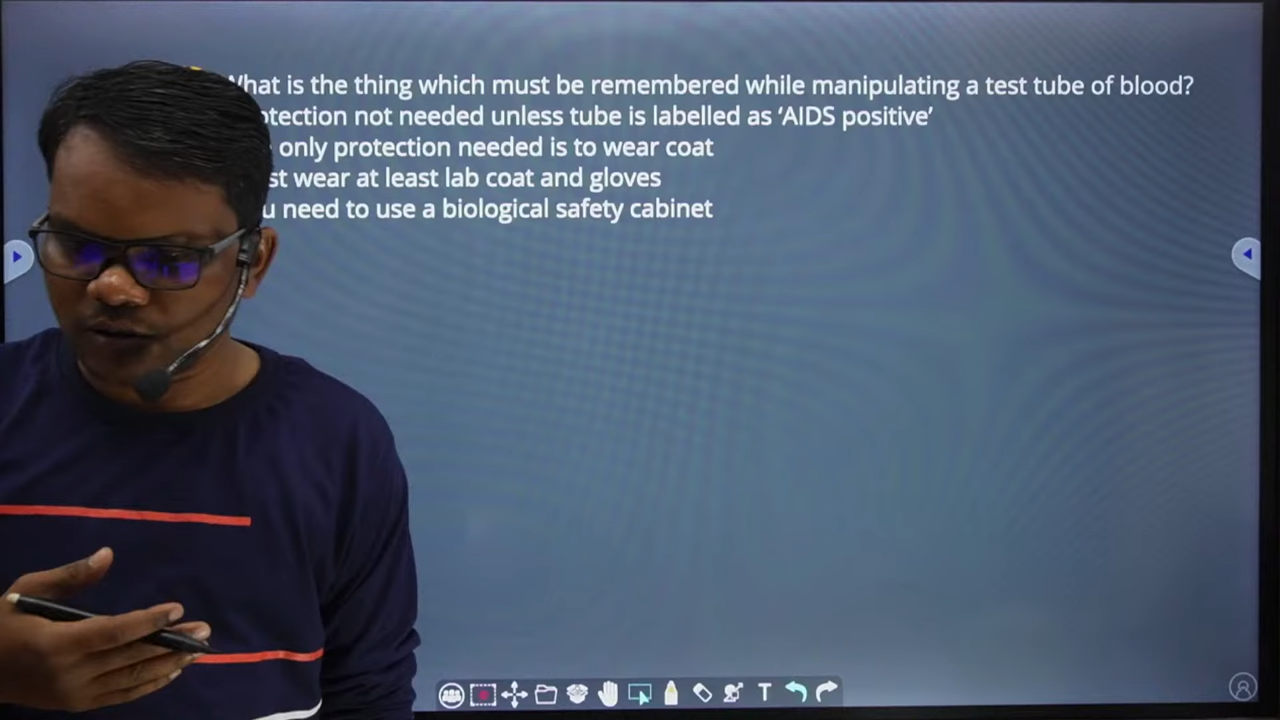 What is the thing which must be remembered while manipulating a test tube of blood?
otection not needed unless tube is labelled as ‘AIDS positive’
only protection needed is to wear coat
st wear at least lab coat and gloves
u need to use a biological safety cabinet
T